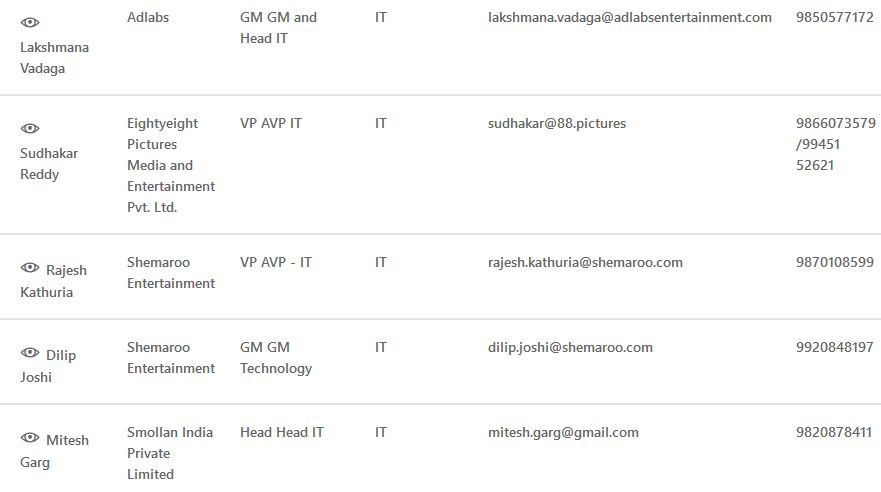 Lakshmana Vadaga
Adlabs
GM GM and Head IT
IT
lakshmana.vadaga@adlabsentertainment.com
9850577172
Sudhakar Reddy
Eightyeight Pictures Media and Entertainment Pvt. Ltd.
VP AVP IT
IT
sudhakar@88.pictures
9866073579 /99451 52621
Rajesh Kathuria
Shemaroo Entertainment
VP AVP - IT
IT
rajesh.kathuria@shemaroo.com
9870108599
Dilip Joshi
Shemaroo Entertainment
GM GM Technology
IT
dilip.joshi@shemaroo.com
9920848197
Mitesh Garg
Smollan India Private Limited
Head Head IT
IT
mitesh.garg@gmail.com
9820878411